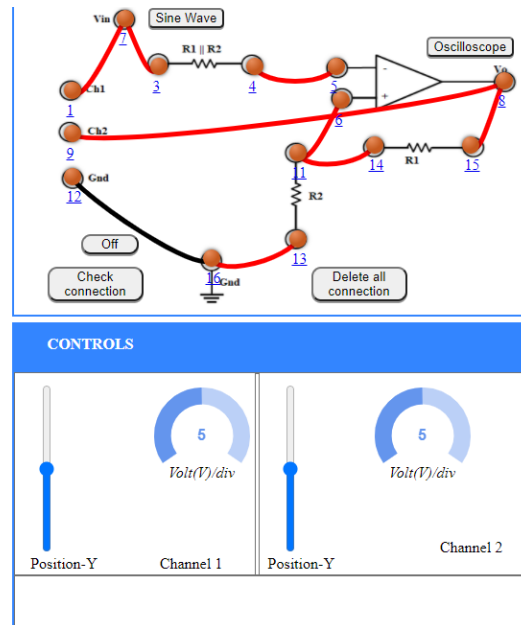 Vin
Sine Wave
7
R1 || R2
Oscilloscope
3
4
5
-
+
Vo
8
Ch1
1
6
Ch2
9
11
14
R1
15
Gnd
12
R2
Off
13
16
Gnd
Check
connection
Delete all
connection
CONTROLS
5
Volt(V)/div
Position-Y
Channel 1
5
Volt(V)/div
Position-Y
Channel 2